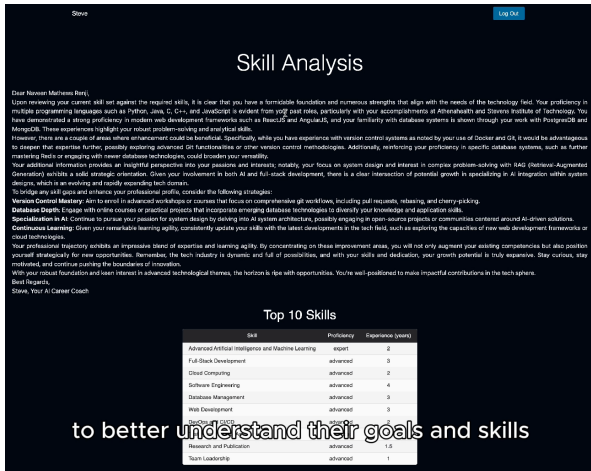 Steve
Log Out
Skill Analysis
Dear Naveen Mathews Renji,
Upon reviewing your current skill set against the required skills, it is clear that you have a formidable foundation and numerous strengths that align with the needs of the technology field. Your proficiency in
multiple programming languages such as Python, Java, C, C++, and JavaScript is evident from your past roles, particularly with your accomplishments at Athenahealth and Stevens Institute of Technology. You
have demonstrated a strong proficiency in modern web development frameworks such as ReactJS and AngularJS, and your familiarity with database systems is shown through your work with PostgresDB and
MongoDB. These experiences highlight your robust problem-solving and analytical skills.
However, there are a couple of areas where enhancement could be beneficial. Specifically, while you have experience with version control systems as noted by your use of Docker and Git, it would be advantageous
to deepen that expertise further, possibly exploring advanced Git functionalities or other version control methodologies. Additionally, reinforcing your proficiency in specific database systems, such as further
mastering Redis or engaging with newer database technologies, could broaden your versatility.
Your additional information provides an insightful perspective into your passions and interests; notably, your focus on system design and interest in complex problem-solving with RAG (Retrieval-Augmented
Generation) exhibits a solid strategic orientation. Given your involvement in both AI and full-stack development, there is a clear intersection of potential growth in specializing in AI integration within system
designs, which is an evolving and rapidly expanding tech domain.
To bridge any skill gaps and enhance your professional profile, consider the following strategies:
Version Control Mastery: Aim to enroll in advanced workshops or courses that focus on comprehensive git workflows, including pull requests, rebasing, and cherry-picking.
Database Depth: Engage with online courses or practical projects that incorporate emerging database technologies to diversify your knowledge and application skills.
Specialization in AI: Continue to pursue your passion for system design by delving into AI system architecture, possibly engaging in open-source projects or communities centered around AI-driven solutions.
Continuous Learning: Given your remarkable learning agility, consistently update your skills with the latest developments in the tech field, such as exploring the capacities of new web development frameworks or
cloud technologies.
Your professional trajectory exhibits an impressive blend of expertise and learning agility. By concentrating on these improvement areas, you will not only augment your existing competencies but also position
yourself strategically for new opportunities. Remember, the tech industry is dynamic and full of possibilities, and with your skills and dedication, your growth potential is truly expansive. Stay curious, stay
motivated, and continue pushing the boundaries of innovation.
With your robust foundation and keen interest in advanced technological themes, the horizon is ripe with opportunities. You're well-positioned to make impactful contributions in the tech sphere.
Best Regards,
Steve, Your AI Career Coach
Top 10 Skills
Skill Proficiency Experience (years)
Advanced Artificial Intelligence and Machine Learning expert 2
Full-Stack Development advanced 3
Cloud Computing advanced 2
Software Engineering advanced 4
Database Management advanced 3
Web Development advanced 3
DevOps and CI/CD advanced 2
to better understand their goals and skills
Research and Publication advanced 1.5
Team Leadership advanced 1